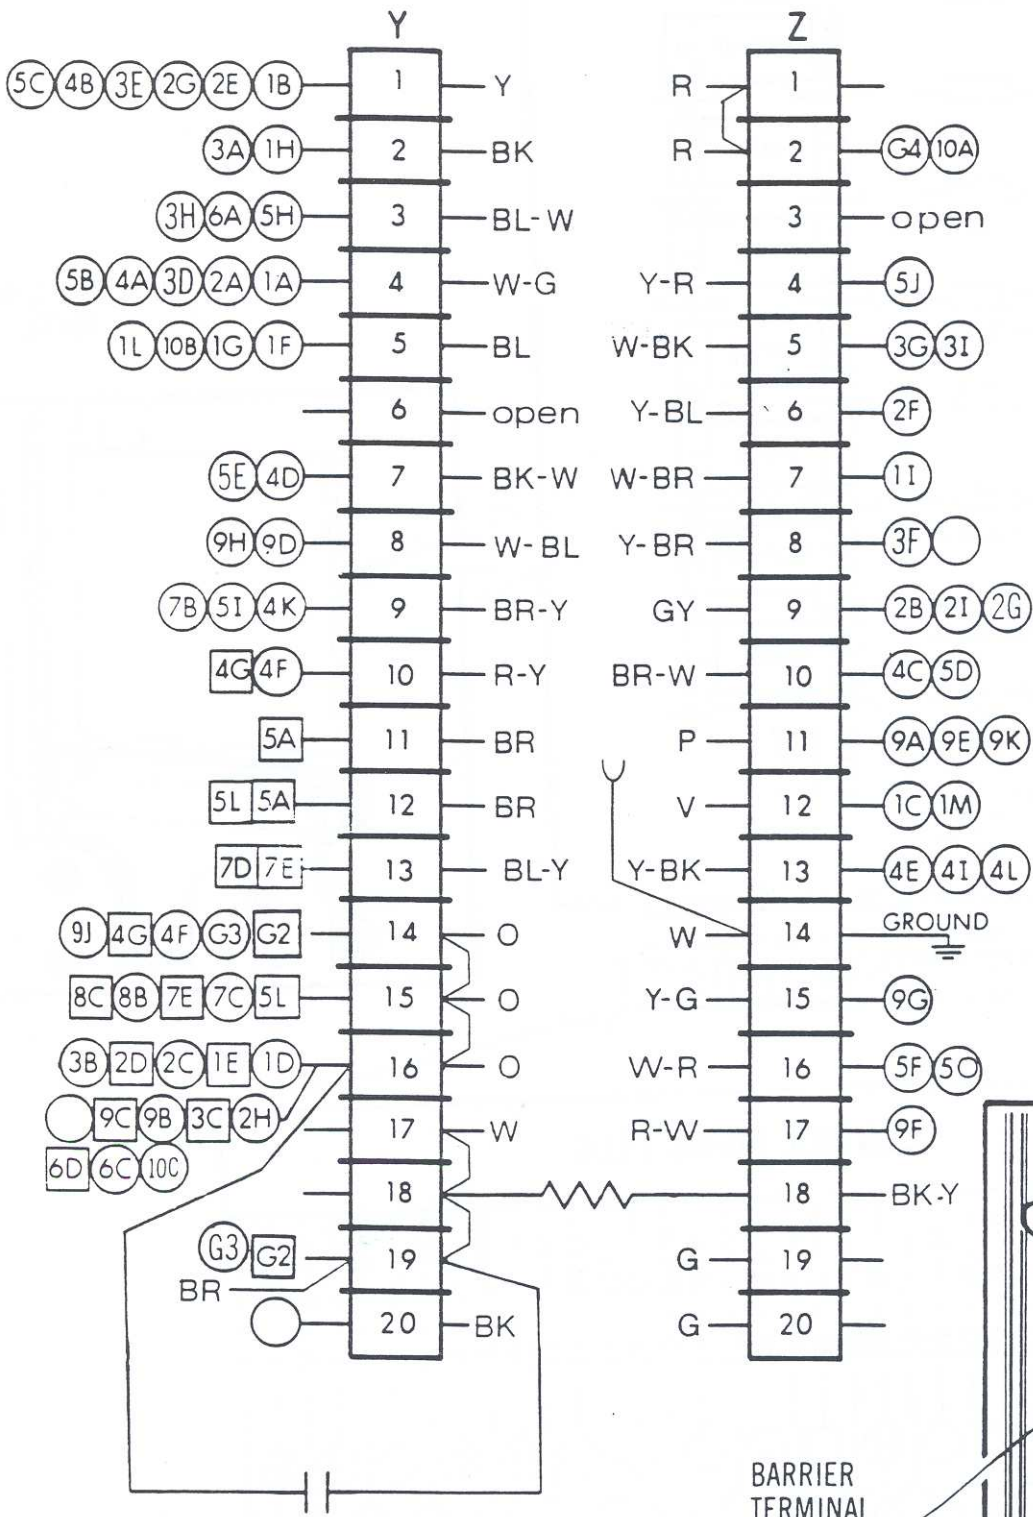 Y Z
5C 4B 3E 2G 2E 1B 1 Y R 1
3A 1H 2 BK R 2 G4 10A
3H 6A 5H 3 BL-W 3 open
5B 4A 3D 2A 1A 4 W-G Y-R 4 5J
1L 10B 1G 1F 5 BL W-BK 5 3G 3I
6 open Y-BL 6 2F
5E 4D 7 BK-W W-BR 7 1I
9H 9D 8 W-BL Y-BR 8 3F
7B 5I 4K 9 BR-Y GY 9 2B 2I 2G
4G 4F 10 R-Y BR-W 10 4C 5D
5A 11 BR P 11 9A 9E 9K
5L 5A 12 BR V 12 1C 1M
7D 7E 13 BL-Y Y-BK 13 4E 4I 4L
9J 4G 4F G3 G2 14 O W 14 GROUND
8C 8B 7E 7C 5L 15 O Y-G 15 9G
3B 2D 2C 1E 1D 16 O W-R 16 5F 5O
9C 9B 3C 2H 17 W R-W 17 9F
6D 6C 10C
18 18 BK-Y
G3 G2 19 G 19
BR
20 BK G 20
BARRIER
TERMINAL